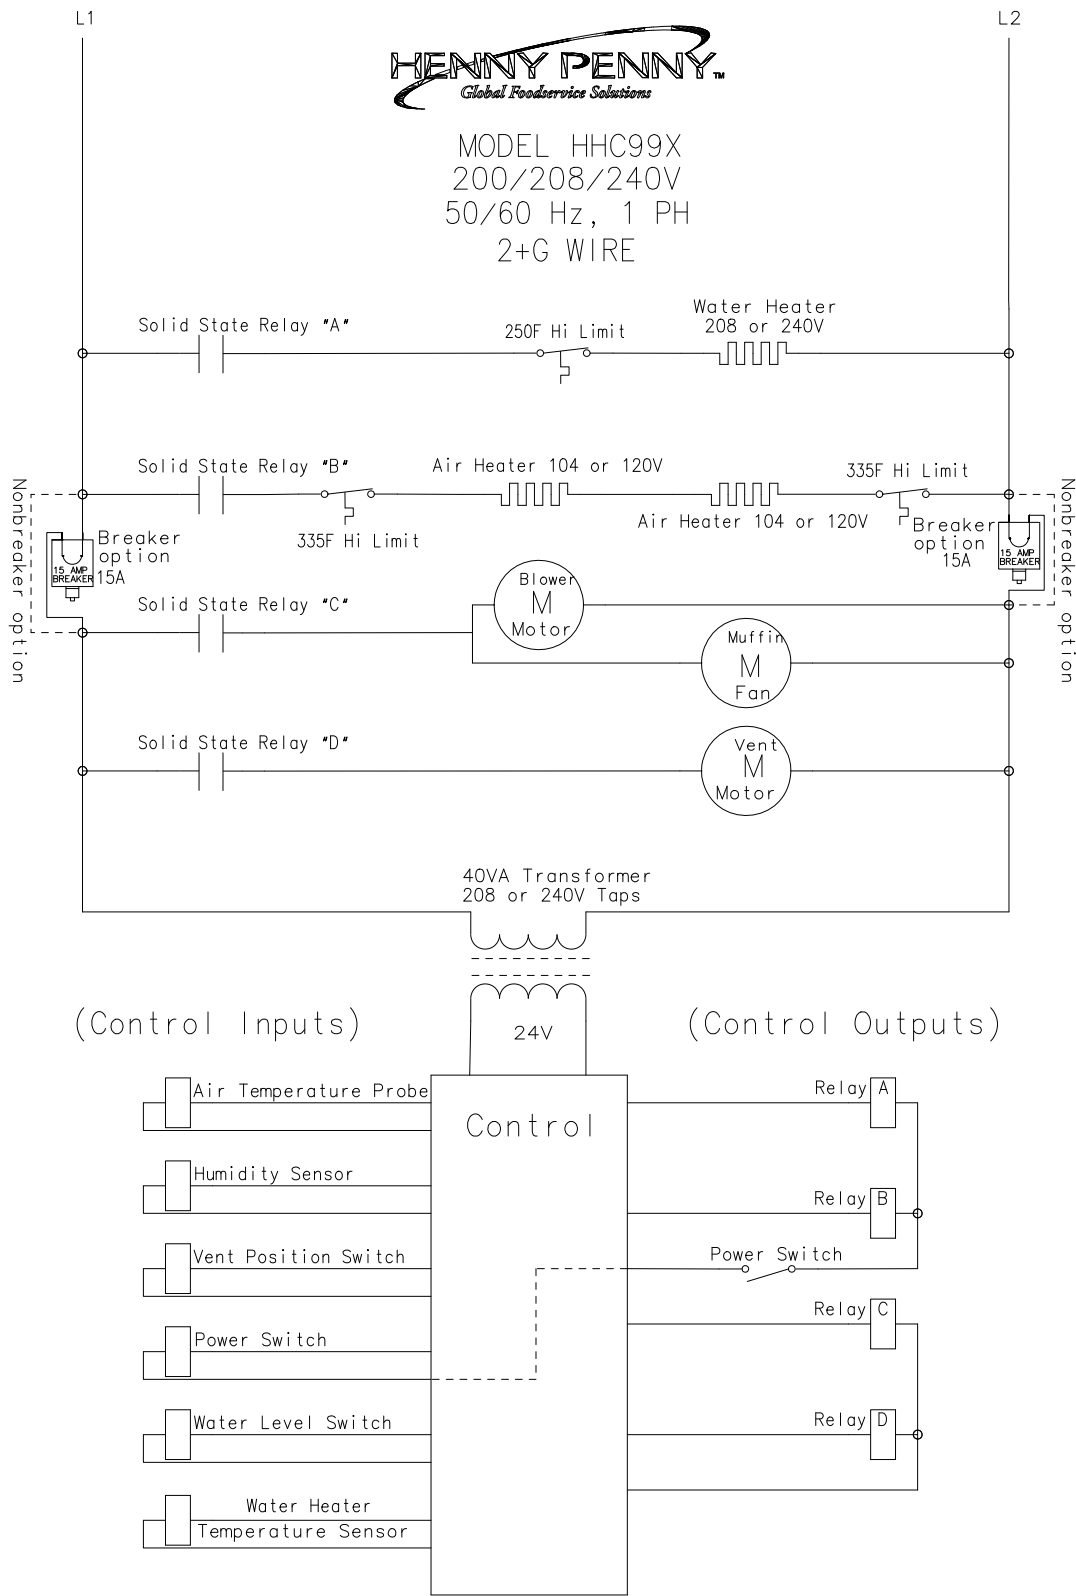 L1
L2
HENNY PENNY™
Global Foodservice Solutions
MODEL HHC99X
200/208/240V
50/60 Hz, 1 PH
2+G WIRE
Solid State Relay "A"
250F Hi Limit
Water Heater
208 or 240V
Solid State Relay "B"
335F Hi Limit
Air Heater 104 or 120V
Air Heater 104 or 120V
335F Hi Limit
Nonbreaker option
Breaker
option
15A
15 AMP
BREAKER
Breaker
option
15A
15 AMP
BREAKER
Nonbreaker option
Solid State Relay "C"
Blower
M
Motor
Muffin
M
Fan
Solid State Relay "D"
Vent
M
Motor
40VA Transformer
208 or 240V Taps
24V
(Control Inputs)
(Control Outputs)
Control
Air Temperature Probe
Humidity Sensor
Vent Position Switch
Power Switch
Water Level Switch
Water Heater
Temperature Sensor
Relay A
Relay B
Power Switch
Relay C
Relay D